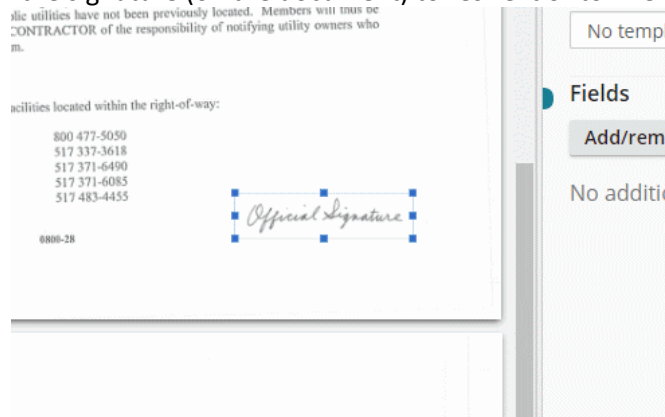 blic utilities have not been previously located. Members will thus be
CONTRACTOR of the responsibility of notifying utility owners who
m.
acilities located within the right-of-way:
800 477-5050
517 337-3618
517 371-6490
517 371-6085
517 483-4455
Official Signature
0800-28
No temp
Fields
Add/rem
No additio